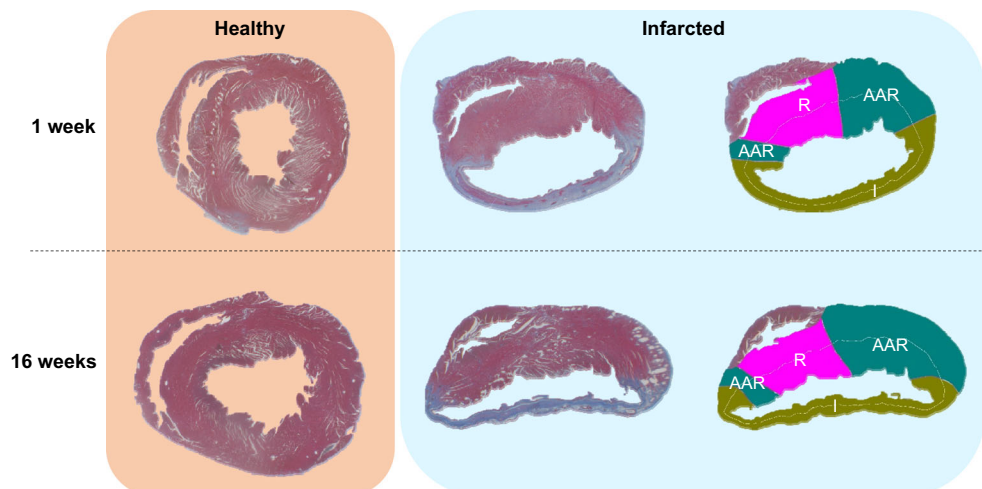 Healthy
Infarcted
1 week
R
AAR
AAR
I
16 weeks
R
AAR
AAR
I